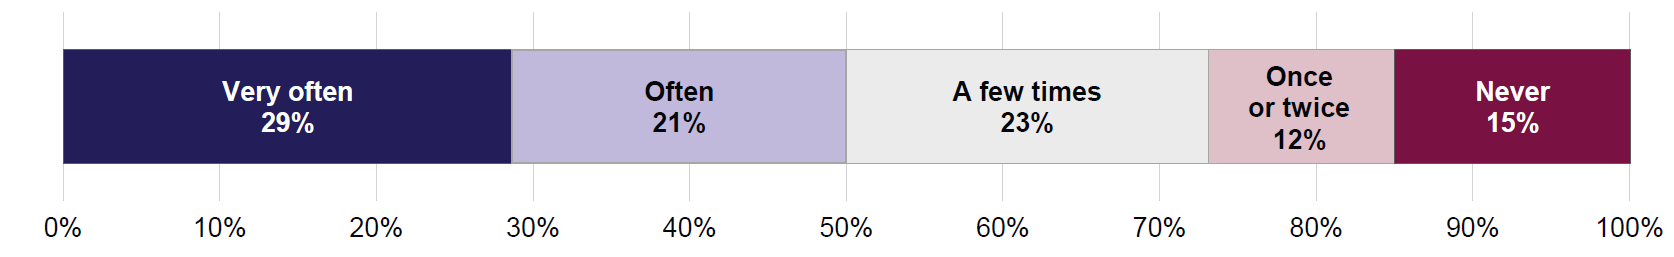 Very often
29%
Often
21%
A few times
23%
Once
or twice
12%
Never
15%
0% 10% 20% 30% 40% 50% 60% 70% 80% 90% 100%